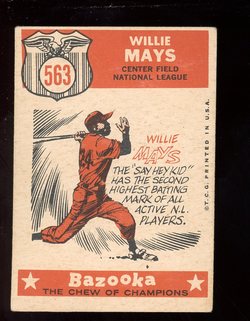 563
WILLIE
MAYS
CENTER FIELD
NATIONAL LEAGUE
WILLIE
MAYS
THE "SAY HEY KID"
HAS THE SECOND
HIGHEST BATTING
MARK OF ALL
ACTIVE N.L.
PLAYERS.
© T.C.G. PRINTED IN U.S.A.
Bazooka
THE CHEW OF CHAMPIONS